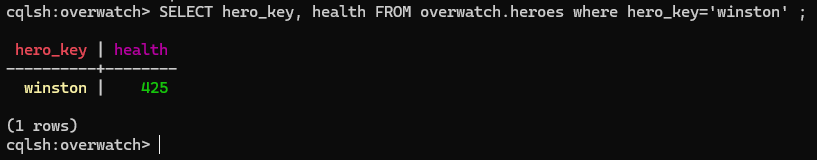 cqlsh:overwatch> SELECT hero_key, health FROM overwatch.heroes where hero_key='winston' ;
hero_key | health
----------+--------
winston | 425
(1 rows)
cqlsh:overwatch>